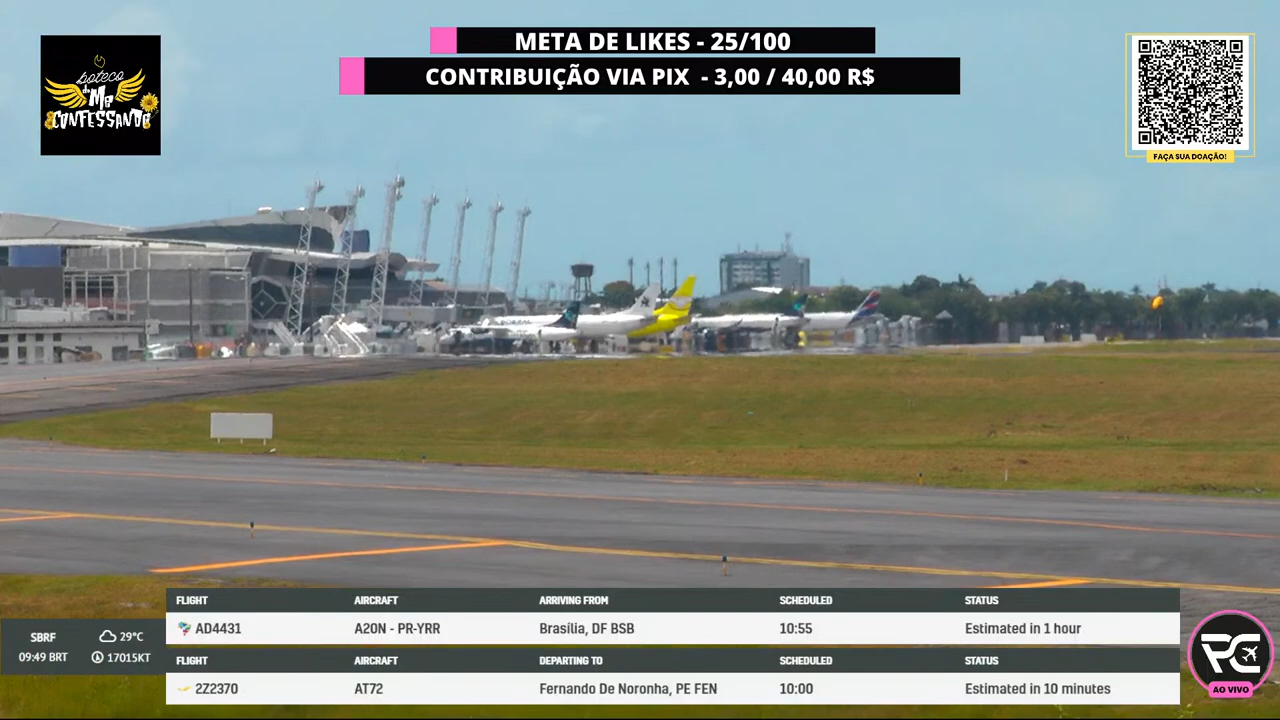 META DE LIKES - 25/100
CONTRIBUIÇÃO VIA PIX - 3,00 / 40,00 R$
boteco
do Me
CONFESSANDO
FAÇA SUA DOAÇÃO!
FLIGHT AIRCRAFT ARRIVING FROM SCHEDULED STATUS
AD4431 A20N - PR-YRR Brasília, DF BSB 10:55 Estimated in 1 hour
SBRF 29°C
09:49 BRT 17015KT
FLIGHT AIRCRAFT DEPARTING TO SCHEDULED STATUS
2Z2370 AT72 Fernando De Noronha, PE FEN 10:00 Estimated in 10 minutes
PC
AO VIVO